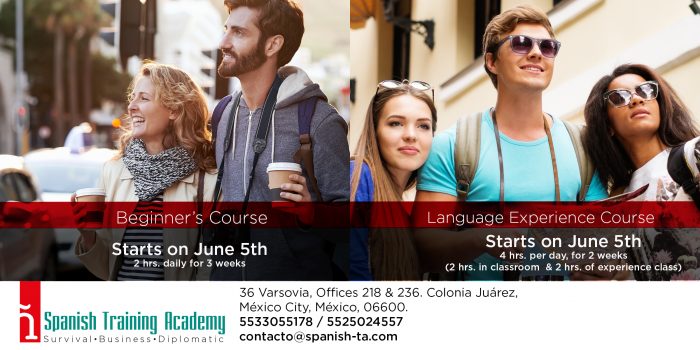 Beginner's Course
Starts on June 5th
2 hrs. daily for 3 weeks
Language Experience Course
Starts on June 5th
4 hrs. per day, for 2 weeks
(2 hrs. in classroom & 2 hrs. of experience class)
ñ
Spanish Training Academy
Survival•Business•Diplomatic
36 Varsovia, Offices 218 & 236. Colonia Juárez,
México City, México, 06600.
5533055178 / 5525024557
contacto@spanish-ta.com